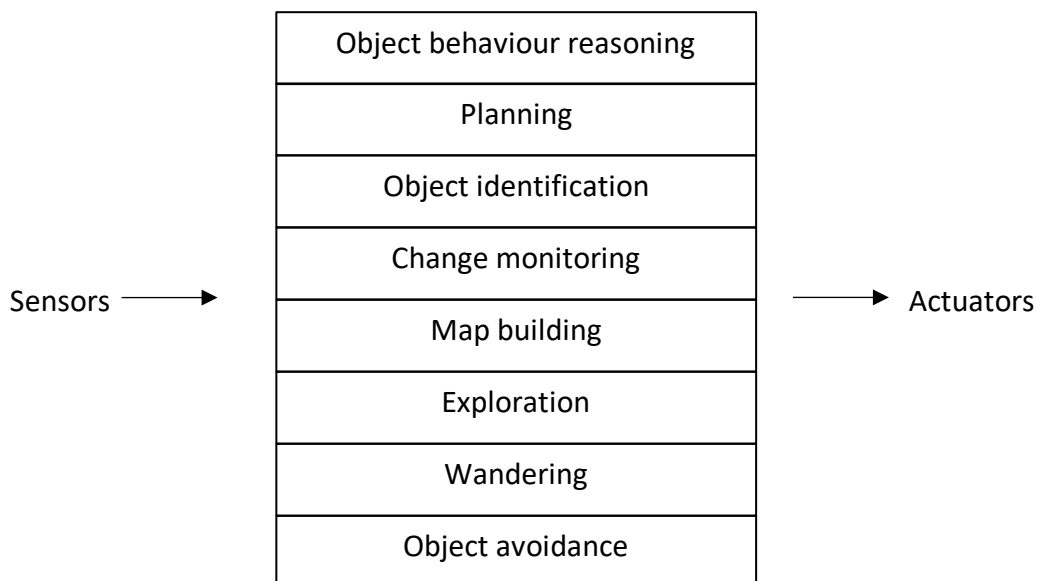 Object behaviour reasoning
Planning
Object identification
Change monitoring
Sensors
Actuators
Map building
Exploration
Wandering
Object avoidance